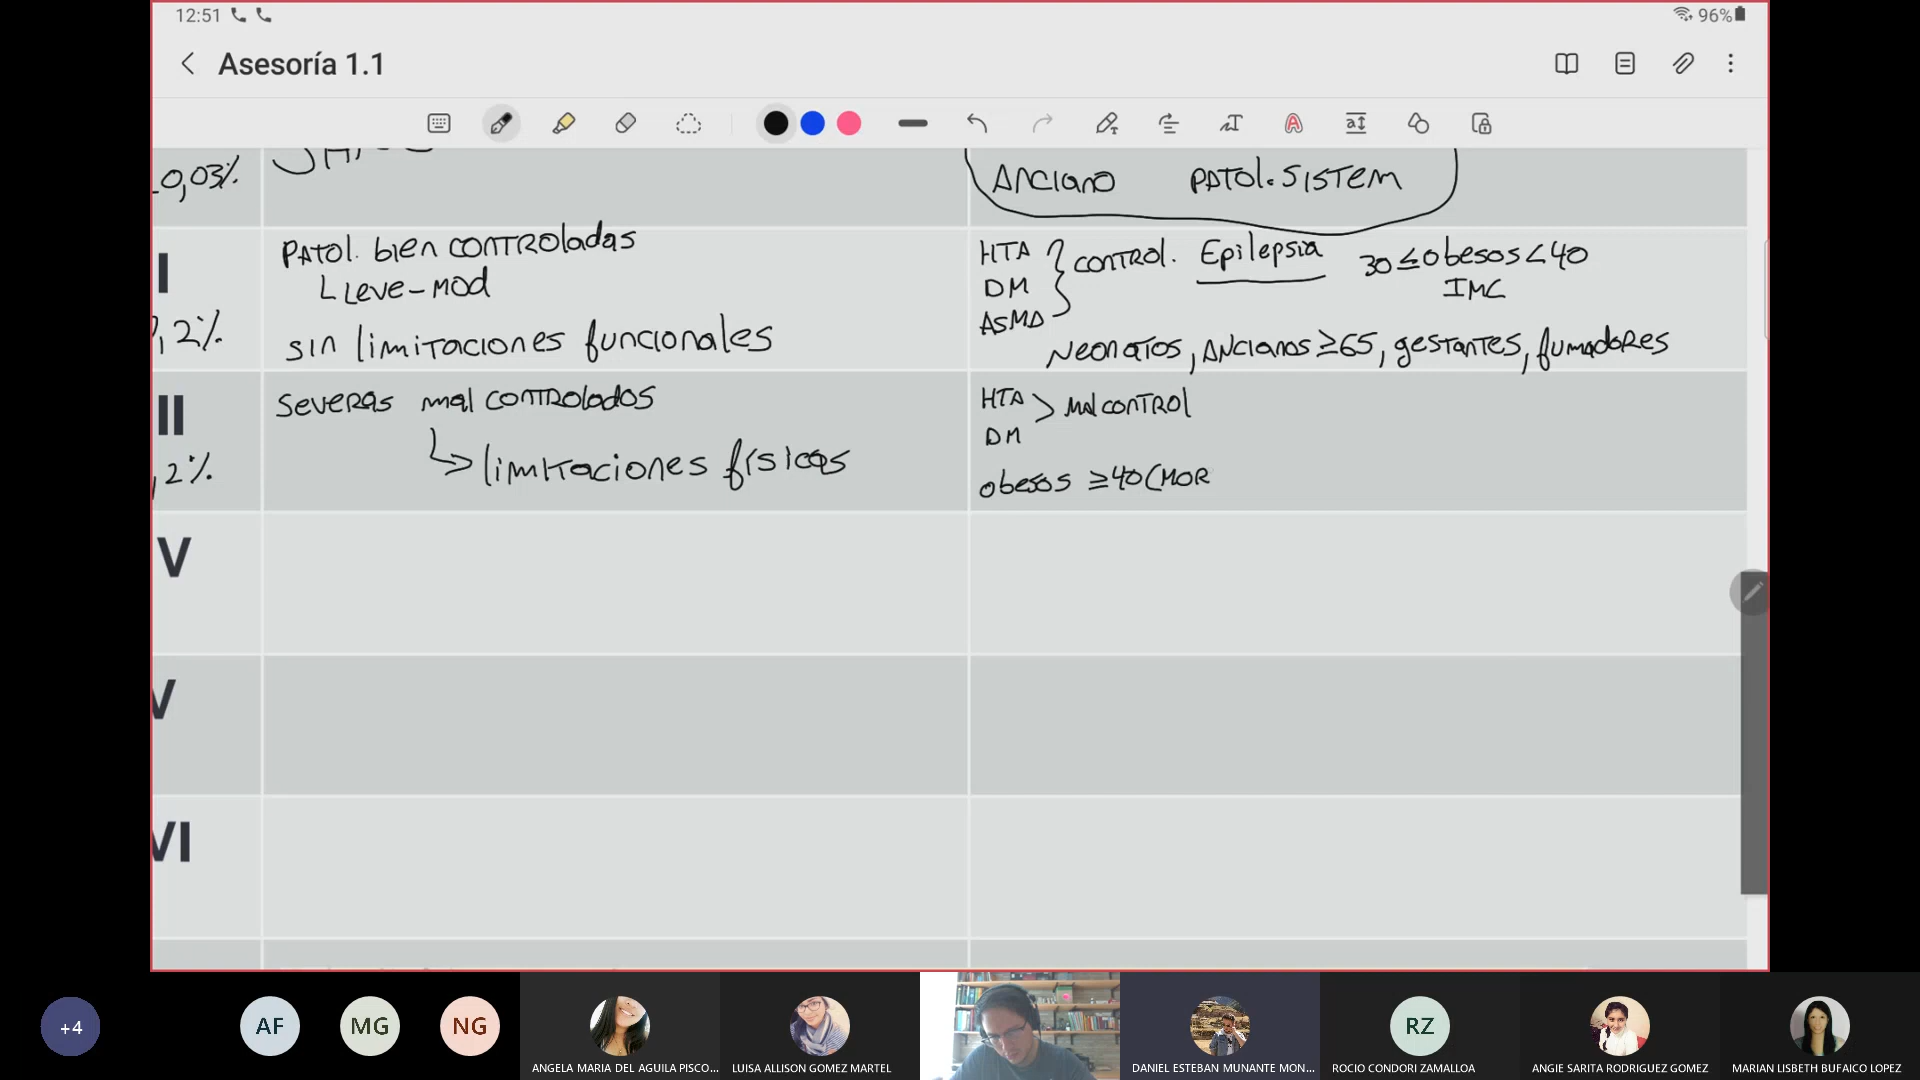 12:51
96%
Asesoría 1.1
0,03%
ANCIANO PATOL. SISTEM
I
PATOL. bien CONTROLADAS
Leve-MOD
sin limitaciones funcionales
,2%
HTA
DM
ASMA
CONTROL.
Epilepsia
30 ≤ obesos < 40
IMC
Neonatos, ANCIANOS ≥65, gestantes, fumadores
II
severas mal CONTROLADOS
→ limitaciones físicas
,2%
HTA
DM
> MAL CONTROL
obesos ≥40 (MOR
V
V
VI
+4
AF
MG
NG
RZ
ANGELA MARIA DEL AGUILA PISCO...
LUISA ALLISON GOMEZ MARTEL
DANIEL ESTEBAN MUNANTE MON...
ROCIO CONDORI ZAMALLOA
ANGIE SARITA RODRIGUEZ GOMEZ
MARIAN LISBETH BUFAICO LOPEZ